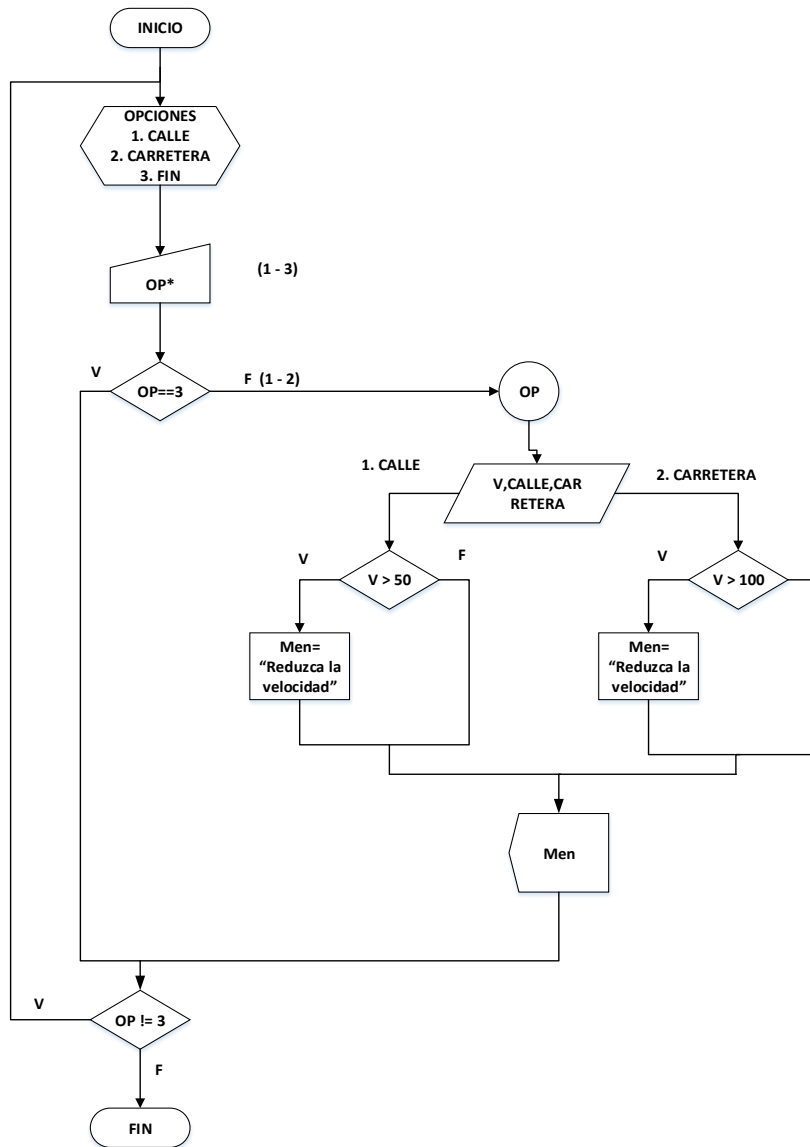 INICIO
OPCIONES
1. CALLE
2. CARRETERA
3. FIN
OP*
(1 - 3)
V
OP==3
F (1 - 2)
OP
1. CALLE
V,CALLE,CAR
RETERA
2. CARRETERA
V
V > 50
F
V
V > 100
Men=
“Reduzca la
velocidad”
Men=
“Reduzca la
velocidad”
Men
V
OP != 3
F
FIN